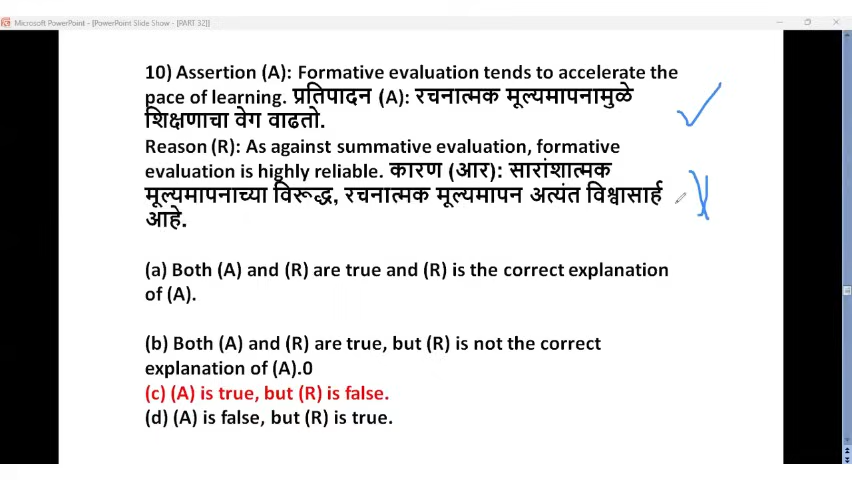 Microsoft PowerPoint - [PowerPoint Slide Show - [PART 32]]
10) Assertion (A): Formative evaluation tends to accelerate the
pace of learning. प्रतिपादन (A): रचनात्मक मूल्यमापनामुळे
शिक्षणाचा वेग वाढतो.
Reason (R): As against summative evaluation, formative
evaluation is highly reliable. कारण (आर): सारांशात्मक
मूल्यमापनाच्या विरूद्ध, रचनात्मक मूल्यमापन अत्यंत विश्वासार्ह
आहे.
(a) Both (A) and (R) are true and (R) is the correct explanation
of (A).
(b) Both (A) and (R) are true, but (R) is not the correct
explanation of (A).0
(c) (A) is true, but (R) is false.
(d) (A) is false, but (R) is true.